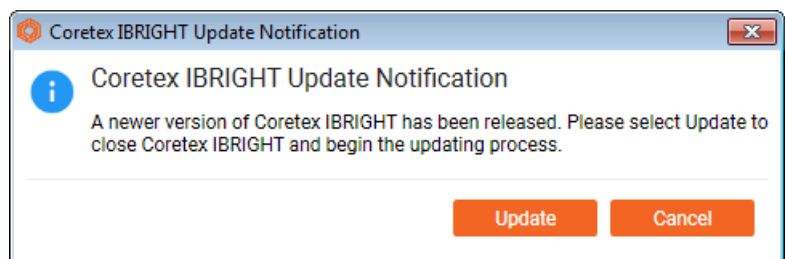 Coretex IBRIGHT Update Notification
Coretex IBRIGHT Update Notification
A newer version of Coretex IBRIGHT has been released. Please select Update to
close Coretex IBRIGHT and begin the updating process.
Update Cancel